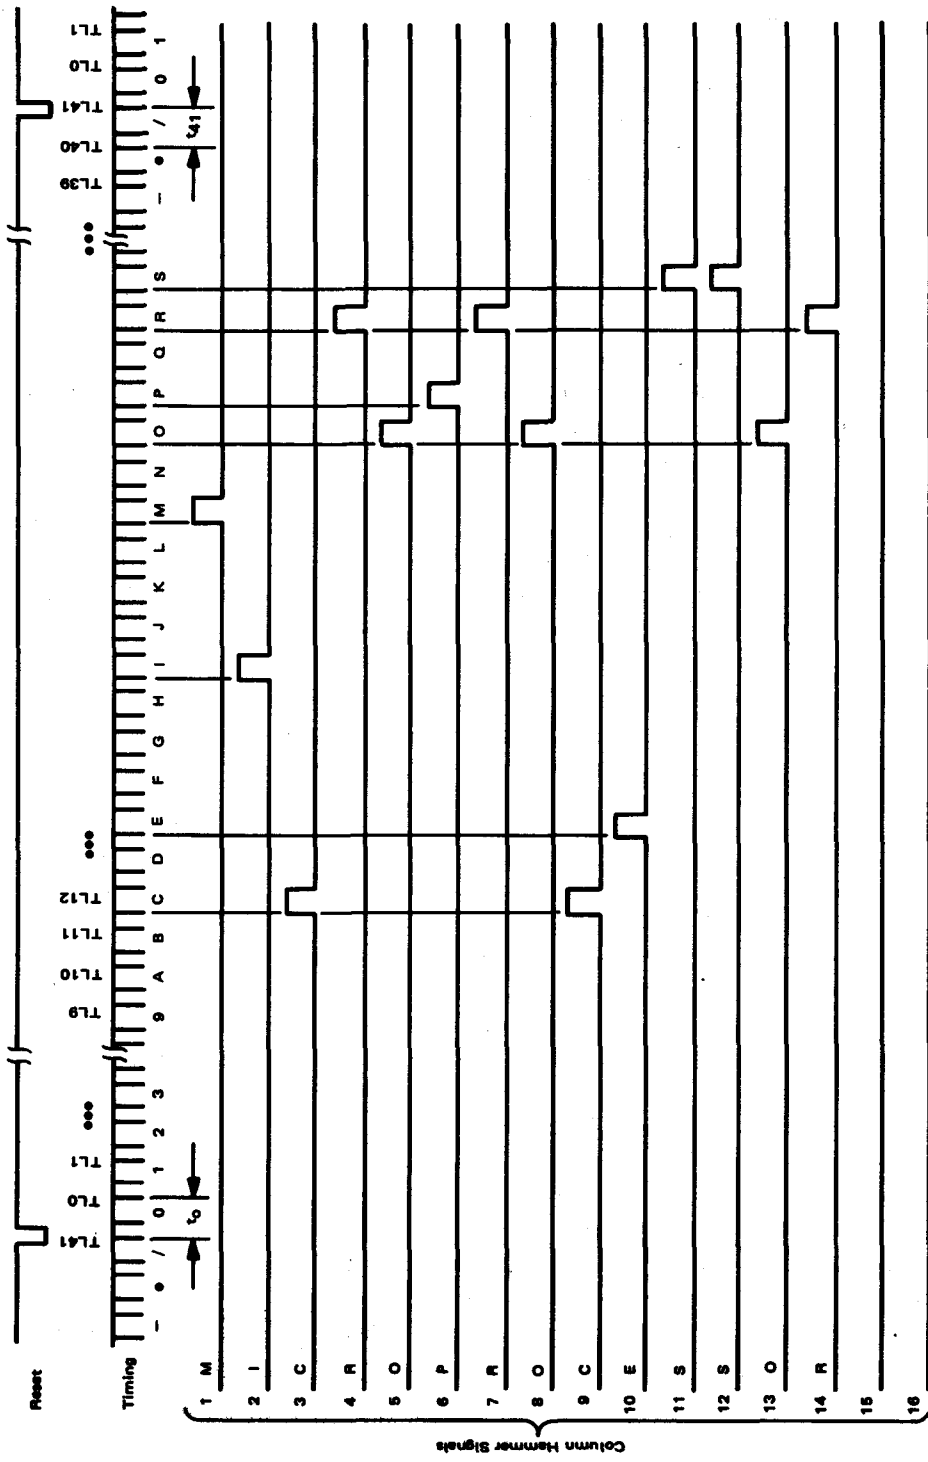 Reset
TL41 TL0 TL1 ••• TL9 TL10 TL11 TL12 ••• ••• TL39 TL40 TL41 TL0 TL1
Timing
— • / 0 1 2 3 9 A B C D E F G H I J K L M N O P Q R S — • / 0 1
t0 t41
Column Hammer Signals
1 M
2 I
3 C
4 R
5 O
6 P
7 R
8 O
9 C
10 E
11 S
12 S
13 O
14 R
15
16